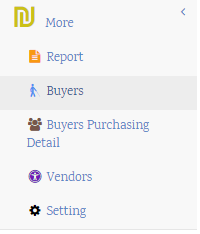 More
Report
Buyers
Buyers Purchasing
Detail
Vendors
Setting